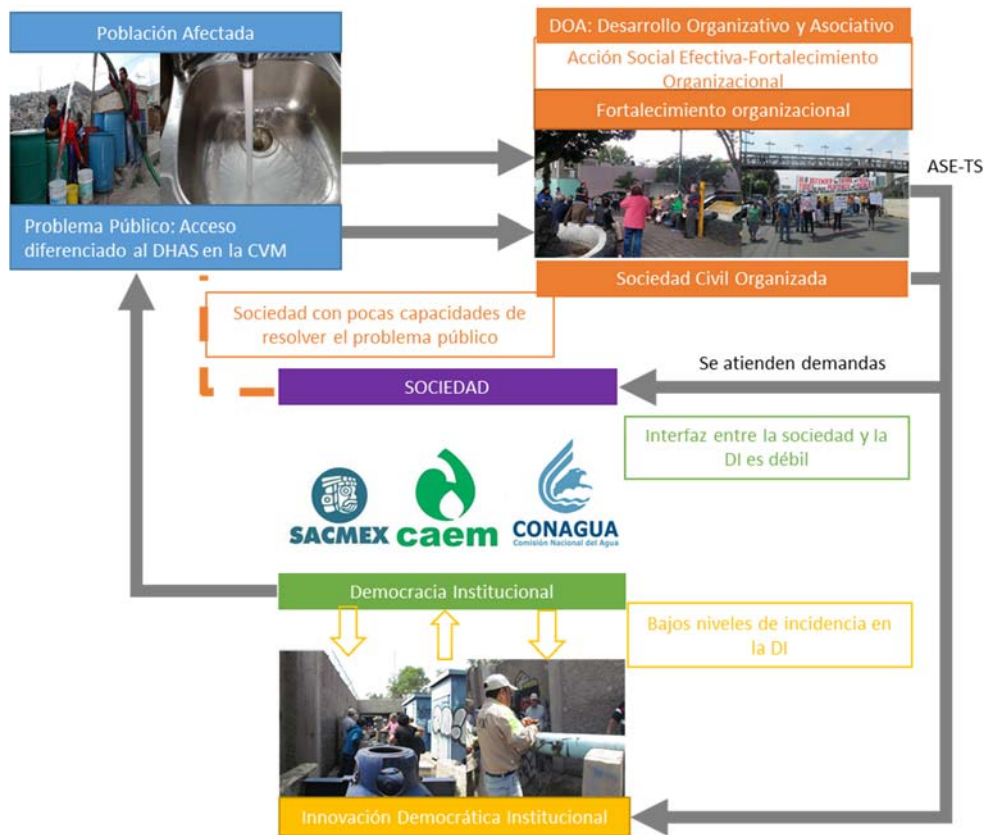 Población Afectada
DOA: Desarrollo Organizativo y Asociativo
Acción Social Efectiva-Fortalecimiento
Organizacional
Fortalecimiento organizacional
ASE-TS
Problema Público: Acceso
diferenciado al DHAS en la CVM
Sociedad Civil Organizada
Sociedad con pocas capacidades de
resolver el problema público
Se atienden demandas
SOCIEDAD
Interfaz entre la sociedad y la
DI es débil
SACMEX
caem
CONAGUA
Comisión Nacional del Agua
Democracia Institucional
Bajos niveles de incidencia en
la DI
Innovación Democrática Institucional